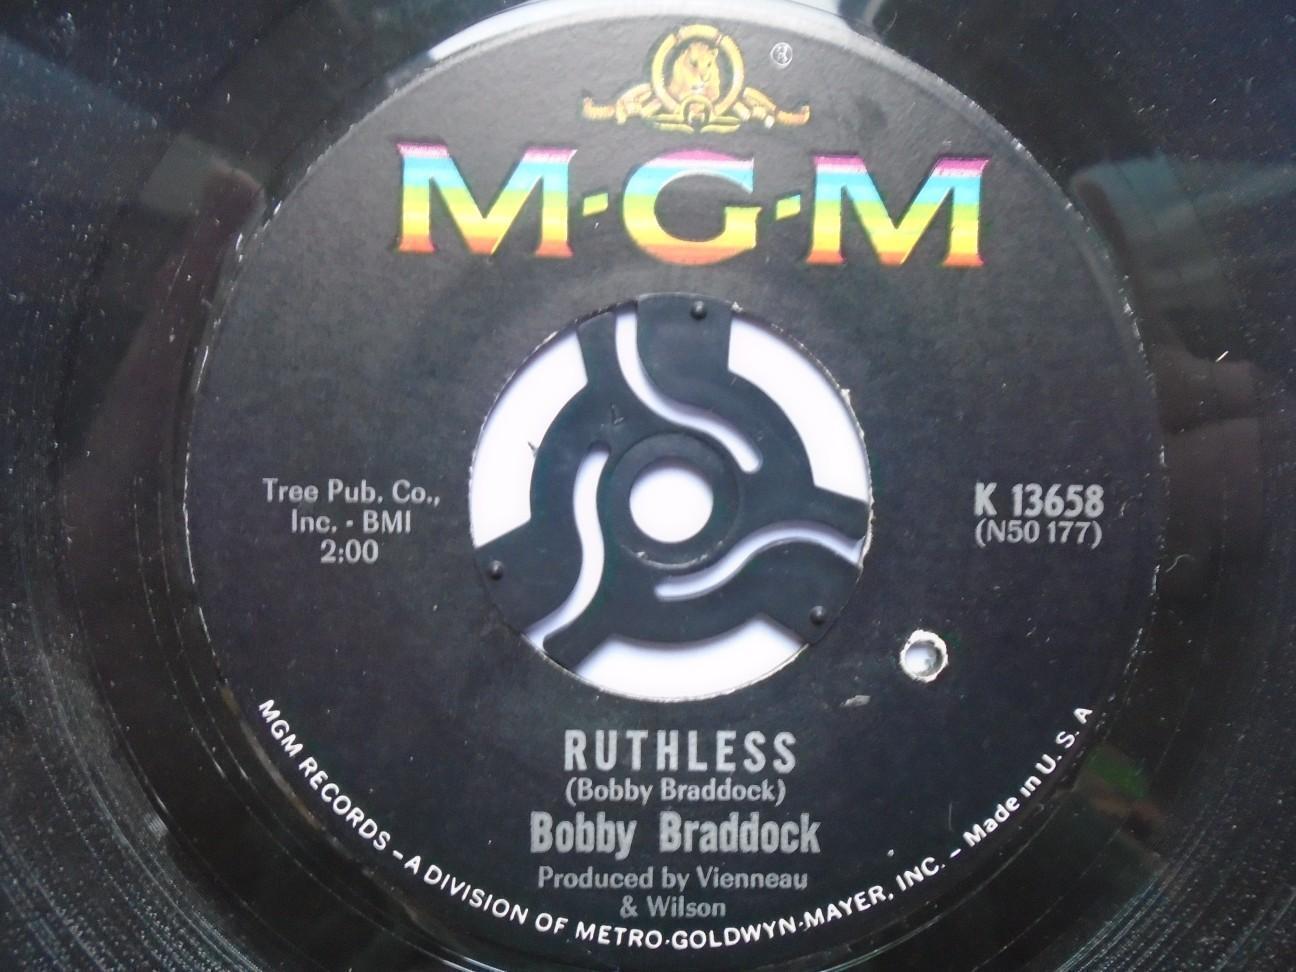 ®
M·G·M
Tree Pub. Co.,
Inc. · BMI
2:00
K 13658
(N50 177)
RUTHLESS
(Bobby Braddock)
Bobby Braddock
Produced by Vienneau
& Wilson
MGM RECORDS – A DIVISION OF METRO-GOLDWYN-MAYER, INC. – Made in U. S. A